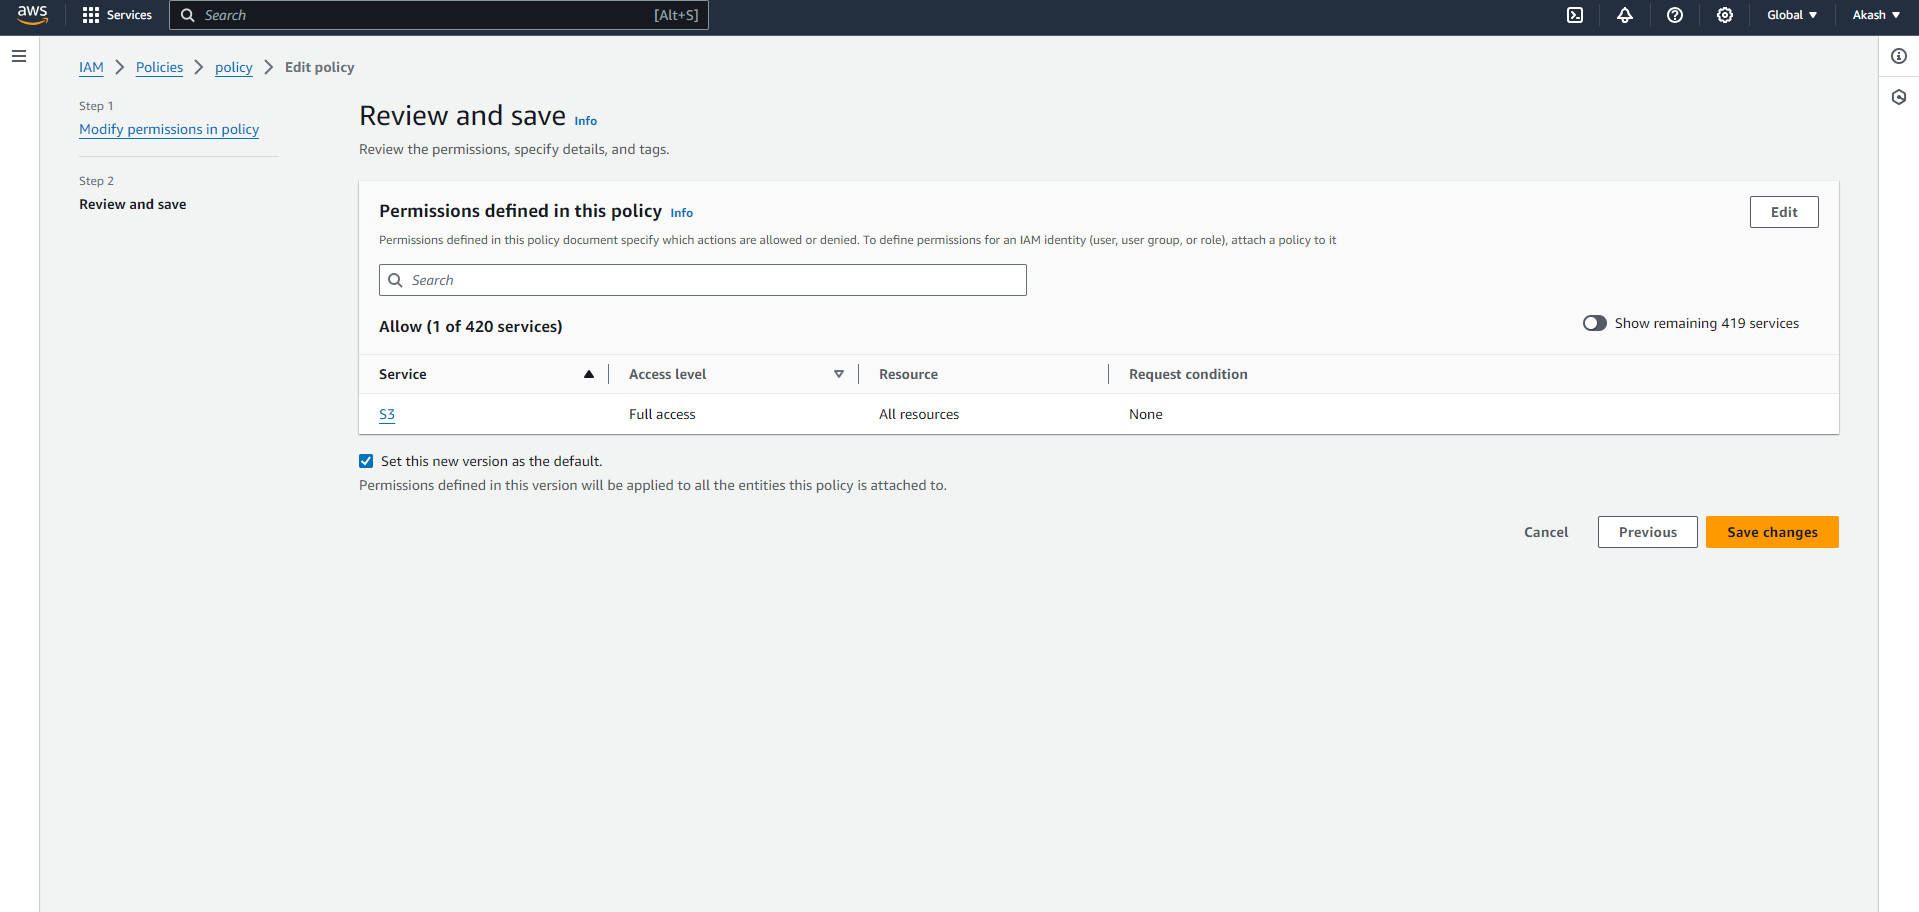 aws Services Search [Alt+S] Global Akash
IAM Policies policy Edit policy
Step 1
Modify permissions in policy
Step 2
Review and save
Review and save Info
Review the permissions, specify details, and tags.
Permissions defined in this policy Info
Edit
Permissions defined in this policy document specify which actions are allowed or denied. To define permissions for an IAM identity (user, user group, or role), attach a policy to it
Search
Allow (1 of 420 services)
Show remaining 419 services
Service Access level Resource Request condition
S3 Full access All resources None
Set this new version as the default.
Permissions defined in this version will be applied to all the entities this policy is attached to.
Cancel Previous Save changes